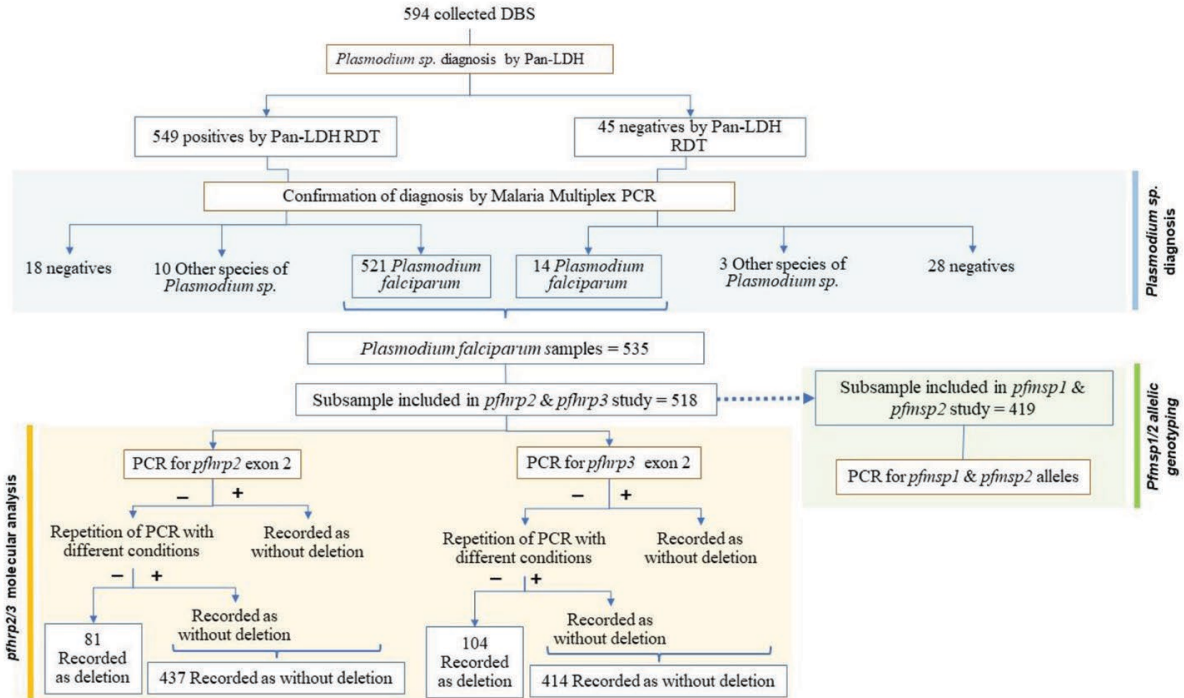 594 collected DBS
Plasmodium sp. diagnosis by Pan-LDH
549 positives by Pan-LDH RDT
45 negatives by Pan-LDH
RDT
Confirmation of diagnosis by Malaria Multiplex PCR
18 negatives
10 Other species of
Plasmodium sp.
521 Plasmodium
falciparum
14 Plasmodium
falciparum
3 Other species of
Plasmodium sp.
28 negatives
Plasmodium sp.
diagnosis
Plasmodium falciparum samples = 535
Subsample included in pfhrp2 & pfhrp3 study = 518
Subsample included in pfmsp1 &
pfmsp2 study = 419
PCR for pfmsp1 & pfmsp2 alleles
Pfmsp1/2 allelic
genotyping
pfhrp2/3 molecular analysis
PCR for pfhrp2 exon 2
− +
Repetition of PCR with
different conditions
Recorded as
without deletion
− +
81
Recorded
as deletion
Recorded as
without deletion
437 Recorded as without deletion
PCR for pfhrp3 exon 2
− +
Repetition of PCR with
different conditions
Recorded as
without deletion
− +
104
Recorded
as deletion
Recorded as
without deletion
414 Recorded as without deletion